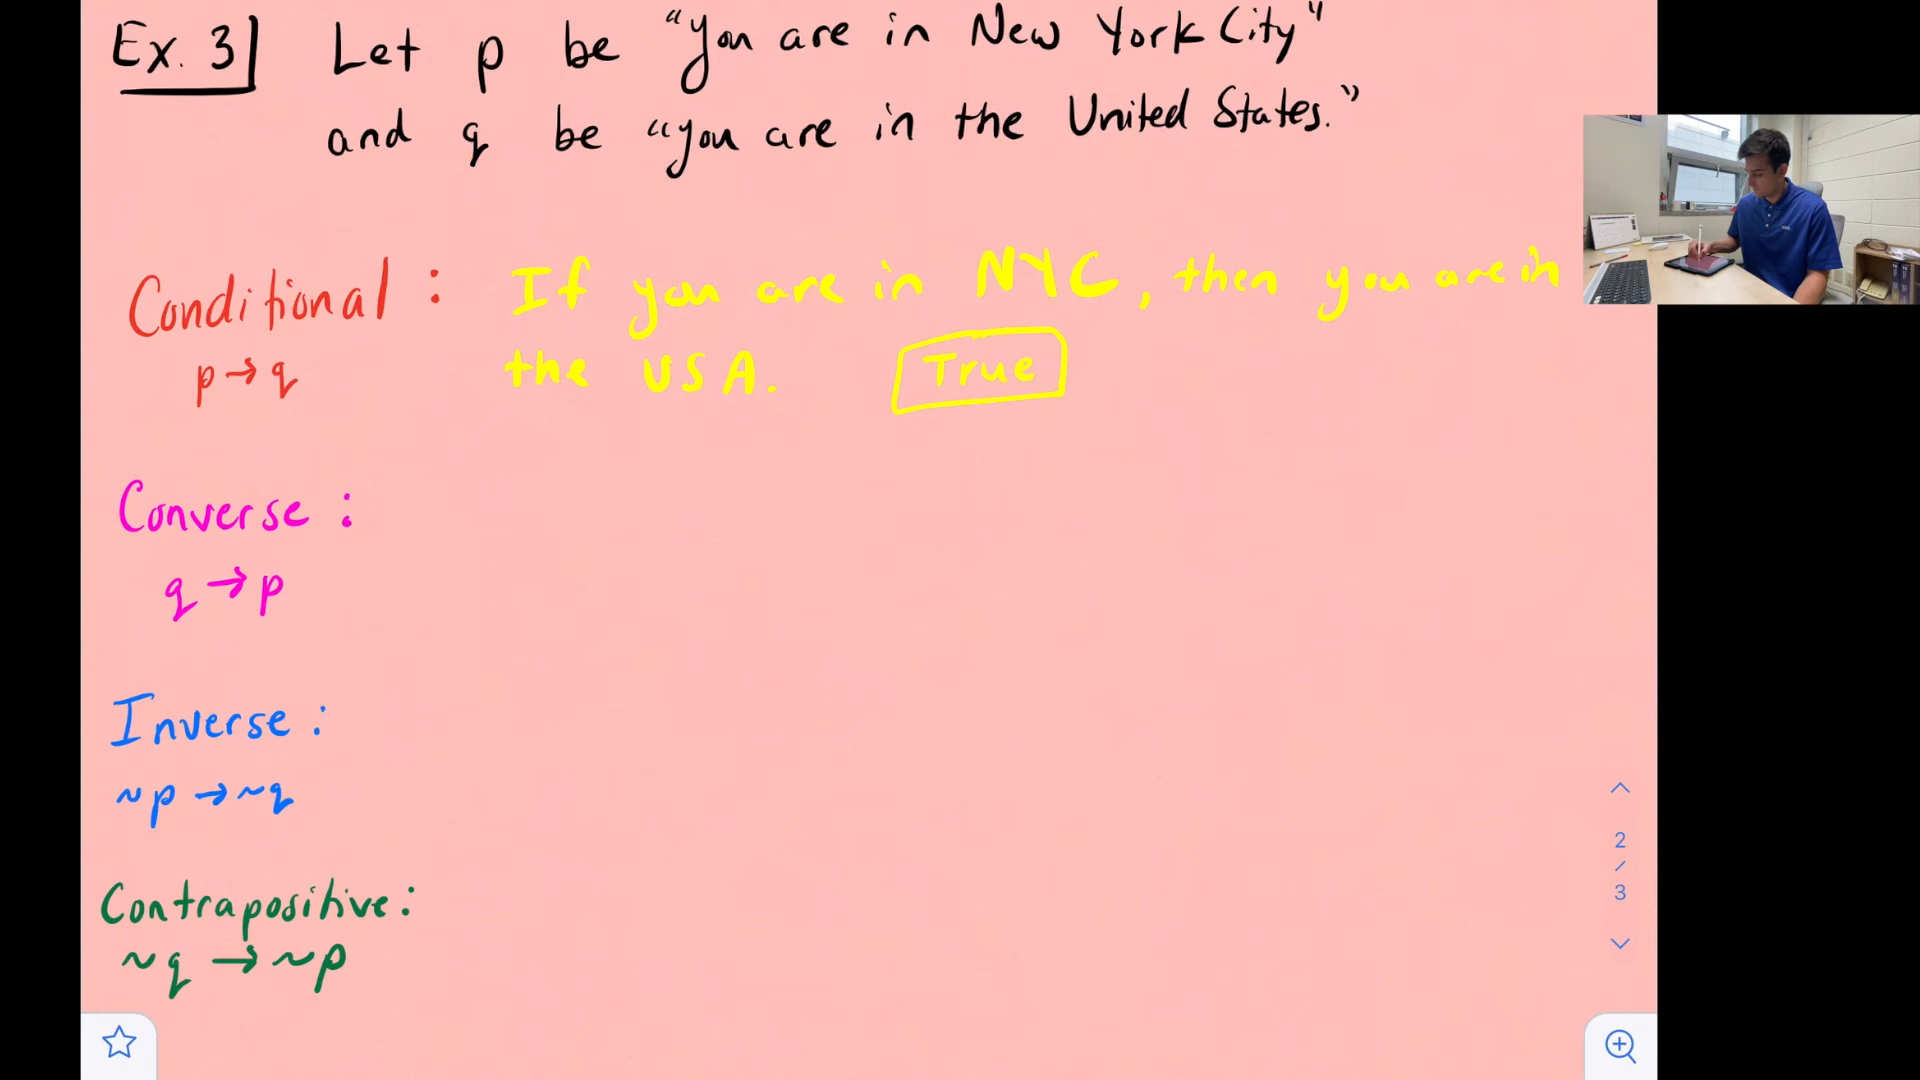 Ex. 3 Let p be "you are in New York City"
and q be "you are in the United States."
Conditional : If you are in NYC, then you are in
p → q the USA. True
Converse :
q → p
Inverse :
~p → ~q
Contrapositive :
~q → ~p
2
/
3